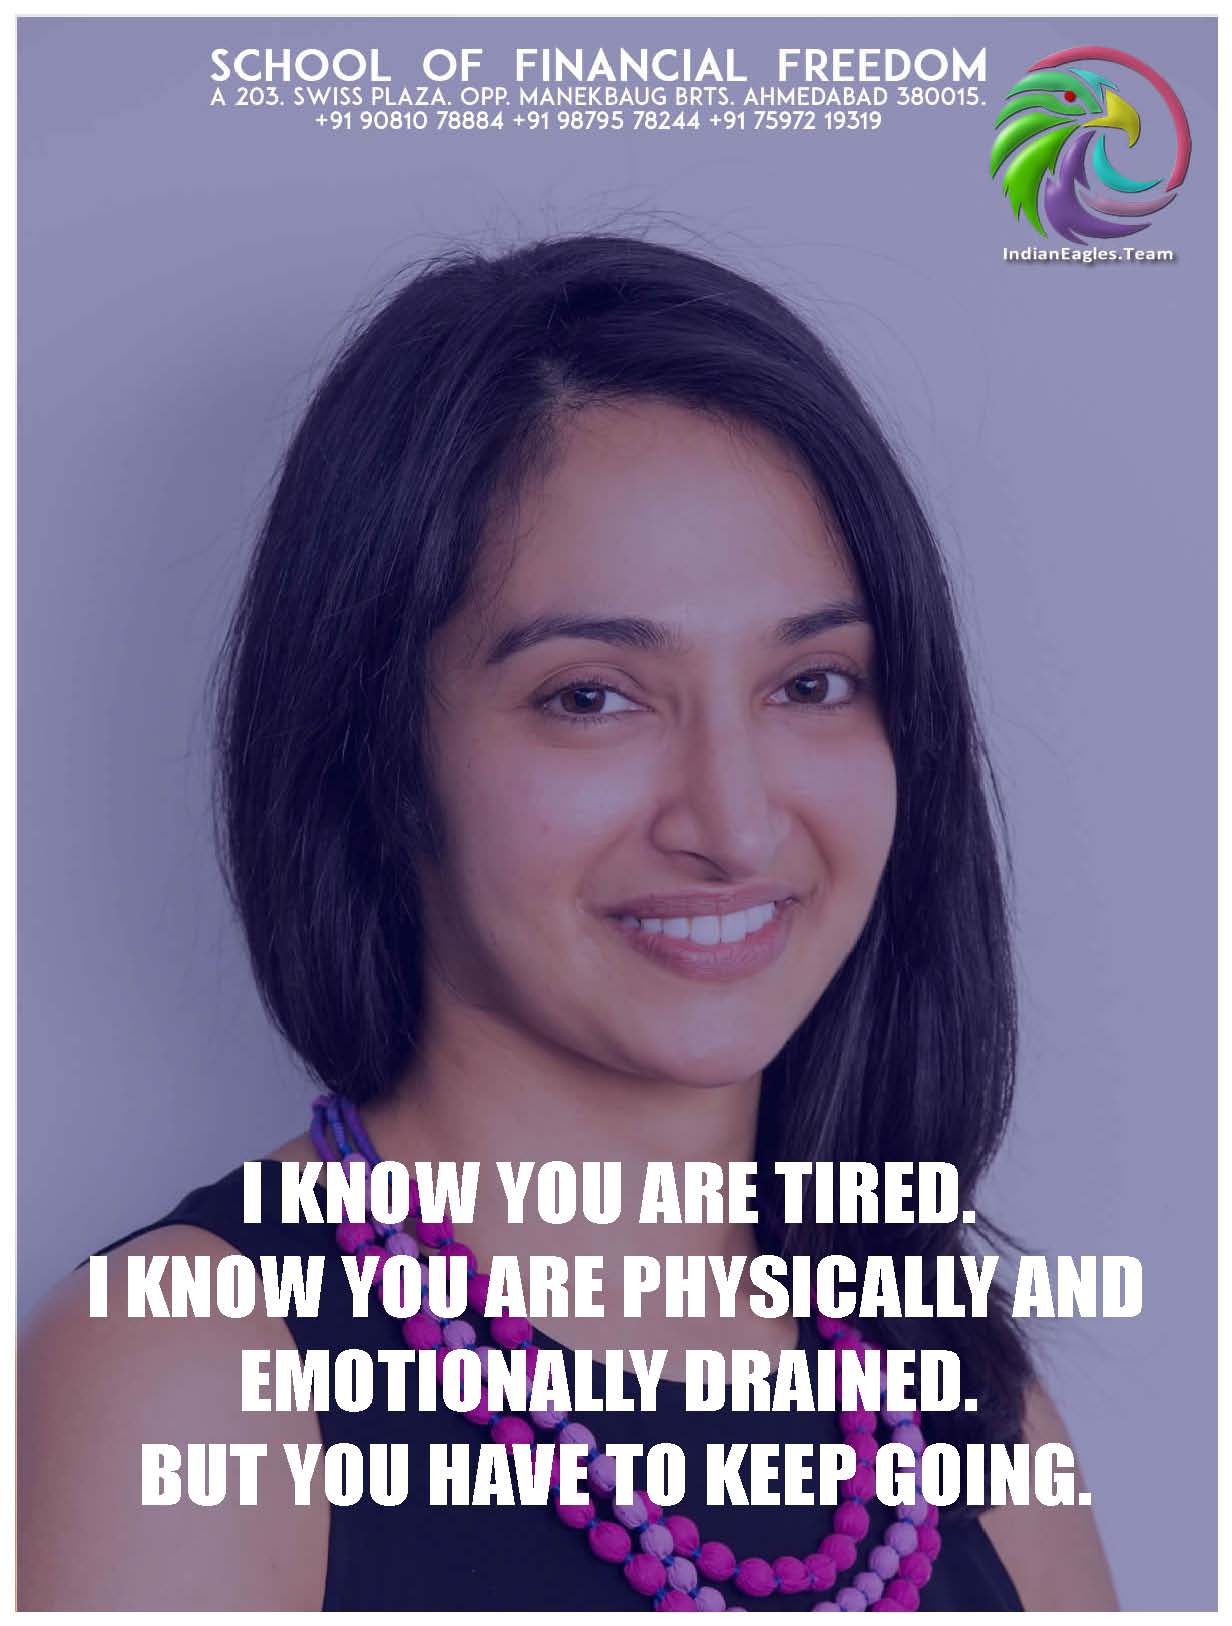 SCHOOL OF FINANCIAL FREEDOM
A 203. SWISS PLAZA. OPP. MANEKBAUG BRTS. AHMEDABAD 380015.
+91 90810 78884 +91 98795 78244 +91 75972 19319
IndianEagles.Team
I KNOW YOU ARE TIRED.
I KNOW YOU ARE PHYSICALLY AND
EMOTIONALLY DRAINED.
BUT YOU HAVE TO KEEP GOING.